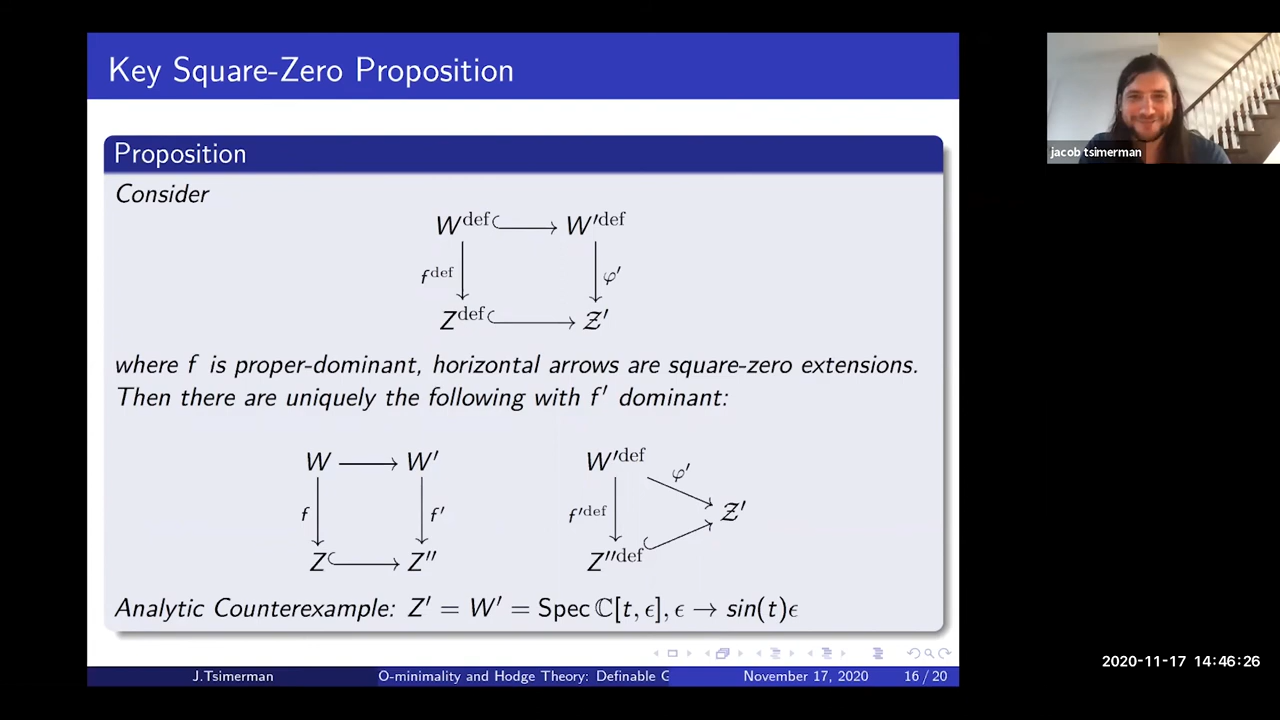 Key Square-Zero Proposition
jacob tsimerman
Proposition
Consider
W^def W′^def
f^def φ′
Z^def 𝒵′
where f is proper-dominant, horizontal arrows are square-zero extensions.
Then there are uniquely the following with f′ dominant:
W W′ W′^def
φ′
f f′ f′^def 𝒵′
Z Z″ Z″^def
Analytic Counterexample: Z′ = W′ = Spec ℂ[t, ϵ], ϵ → sin(t)ϵ
2020-11-17 14:46:26
J.Tsimerman O-minimality and Hodge Theory: Definable G November 17, 2020 16 / 20